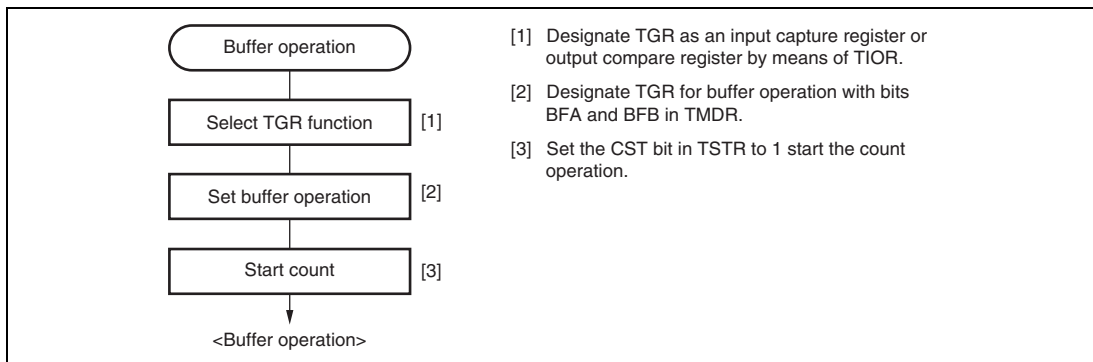 Buffer operation
Select TGR function
[1]
Set buffer operation
[2]
Start count
[3]
<Buffer operation>
[1] Designate TGR as an input capture register or
output compare register by means of TIOR.
[2] Designate TGR for buffer operation with bits
BFA and BFB in TMDR.
[3] Set the CST bit in TSTR to 1 start the count
operation.